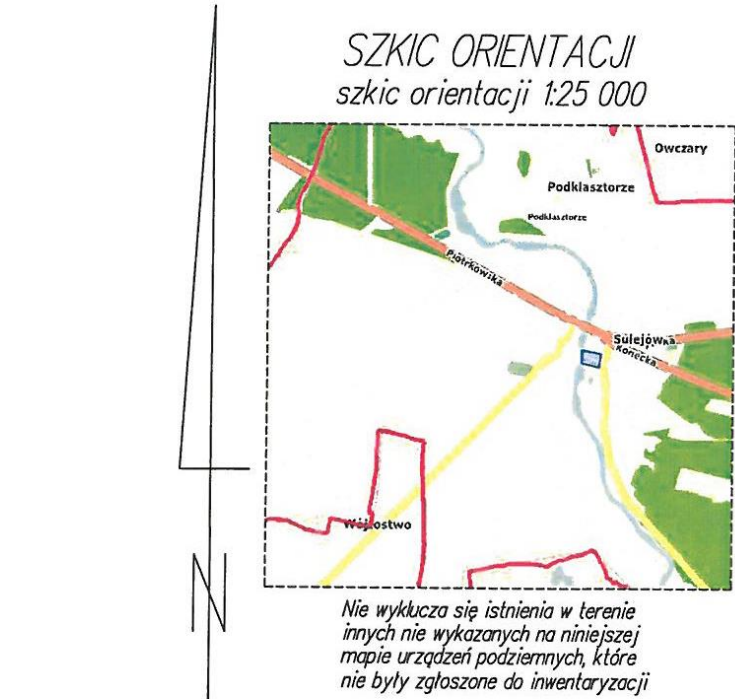 SZKIC ORIENTACJI
szkic orientacji 1:25 000
Owczary
Podklasztorze
Podklasztorze
Piotrkowska
Sulejówka
Konecka
Wójtostwo
N
Nie wyklucza się istnienia w terenie
innych nie wykazanych na niniejszej
mapie urządzeń podziemnych, które
nie były zgłoszone do inwentaryzacji